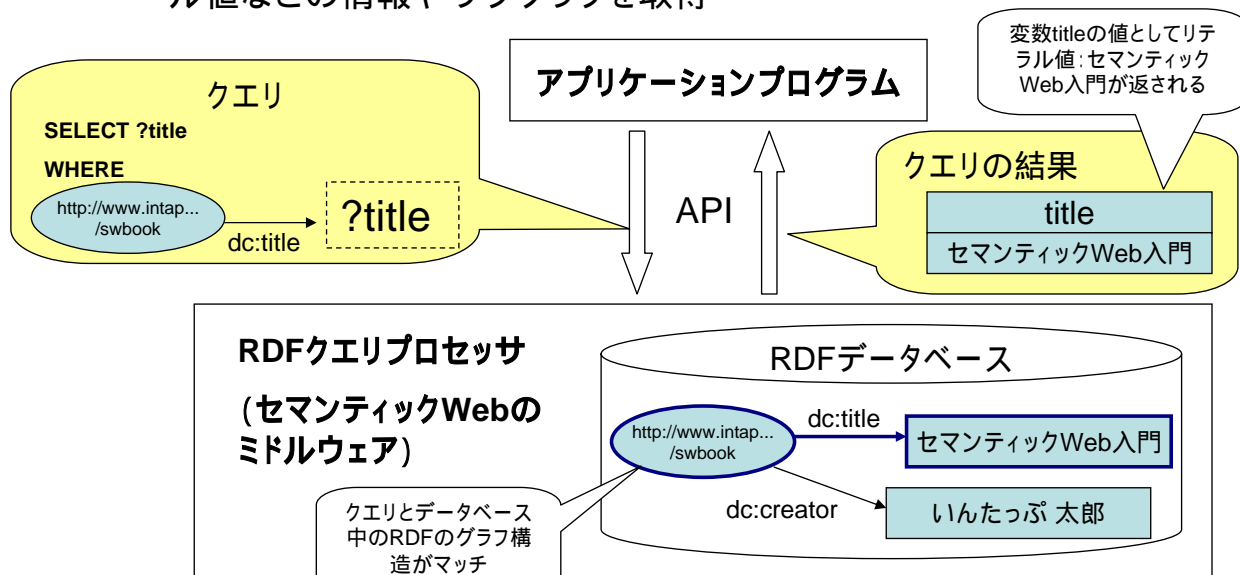 変数titleの値としてリテ
ラル値:セマンティック
Web入門が返される
アプリケーションプログラム
クエリ
SELECT ?title
WHERE
http://www.intap...
/swbook
dc:title
?title
API
クエリの結果
title
セマンティックWeb入門
RDFクエリプロセッサ
(セマンティックWebの
ミドルウェア)
RDFデータベース
http://www.intap...
/swbook
dc:title
セマンティックWeb入門
dc:creator
いんたっぷ 太郎
クエリとデータベース
中のRDFのグラフ構
造がマッチ